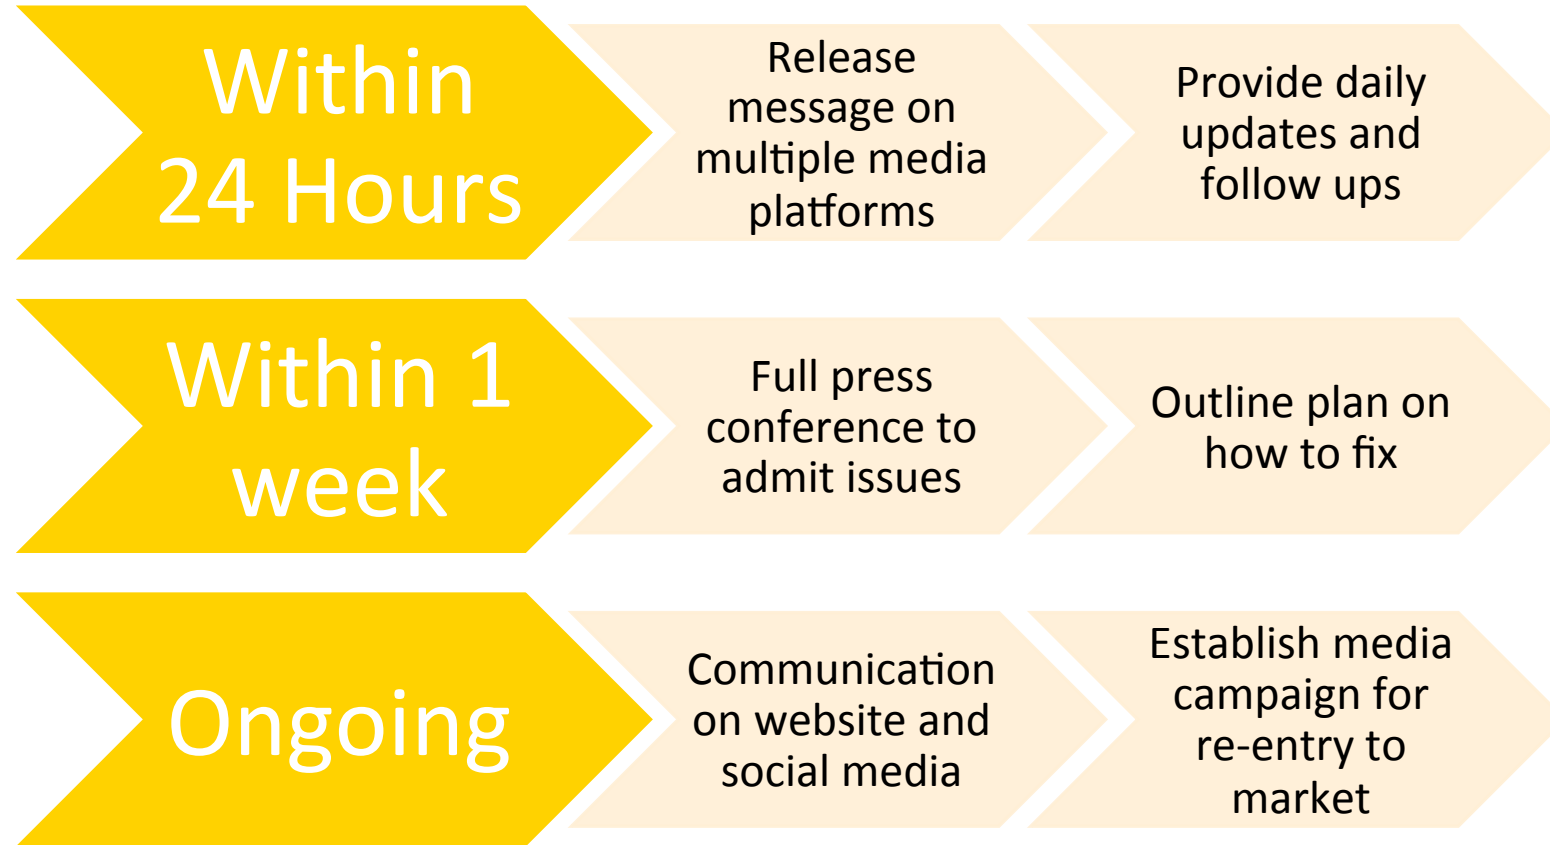 Within
24 Hours
Release
message on
multiple media
platforms
Provide daily
updates and
follow ups
Within 1
week
Full press
conference to
admit issues
Outline plan on
how to fix
Ongoing
Communication
on website and
social media
Establish media
campaign for
re-entry to
market